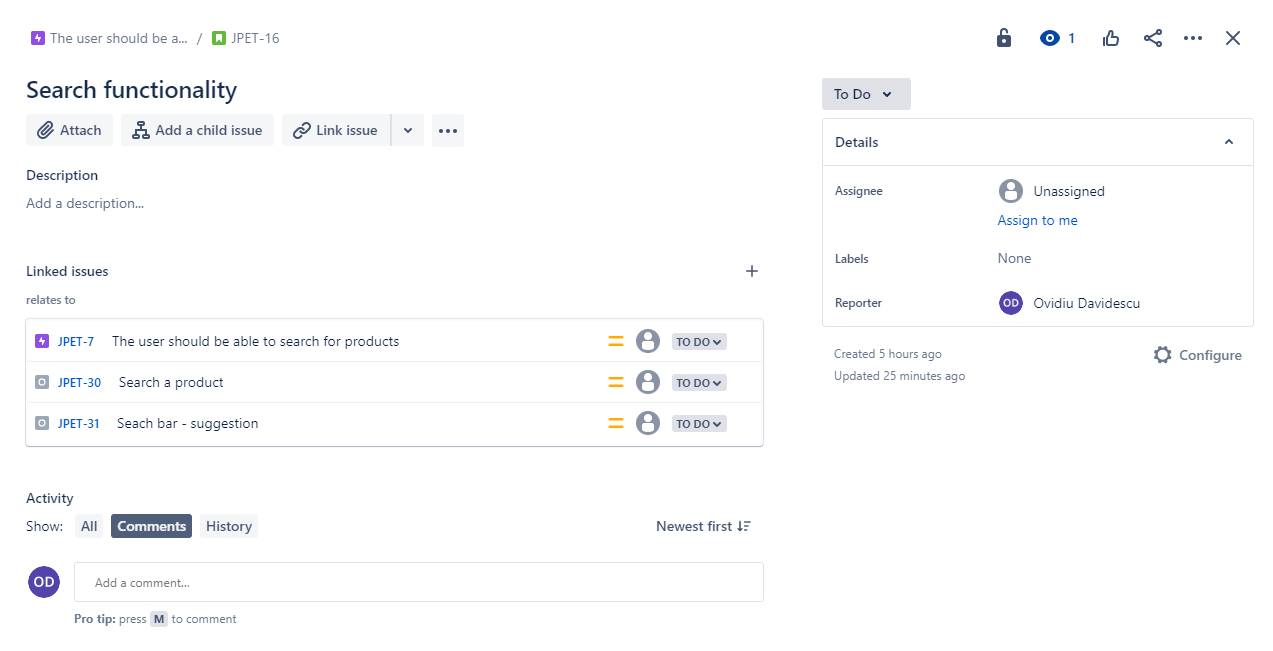 The user should be a... / JPET-16
1
Search functionality
To Do
Attach
Add a child issue
Link issue
Details
Description
Add a description...
Assignee
Unassigned
Assign to me
Labels
None
Linked issues
relates to
Reporter
OD
Ovidiu Davidescu
JPET-7 The user should be able to search for products TO DO
JPET-30 Search a product TO DO
JPET-31 Seach bar - suggestion TO DO
Created 5 hours ago
Configure
Updated 25 minutes ago
Activity
Show: All Comments History Newest first
OD
Add a comment...
Pro tip: press M to comment